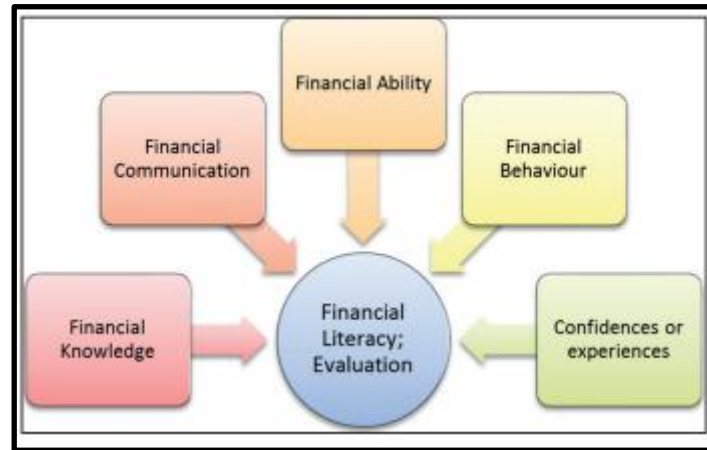 Financial Ability
Financial
Communication
Financial
Behaviour
Financial
Knowledge
Financial
Literacy;
Evaluation
Confidences or
experiences